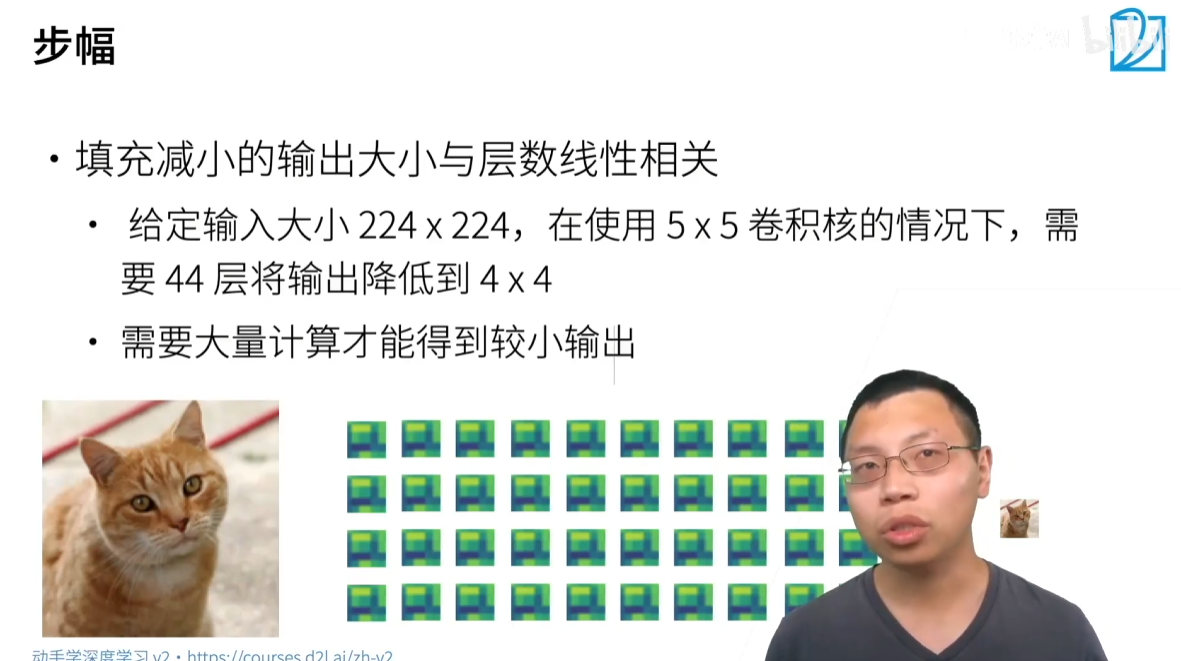 步幅
bilibili
• 填充减小的输出大小与层数线性相关
• 给定输入大小 224 x 224，在使用 5 x 5 卷积核的情况下，需
要 44 层将输出降低到 4 x 4
• 需要大量计算才能得到较小输出
动手学深度学习 v2 • https://courses.d2l.ai/zh-v2